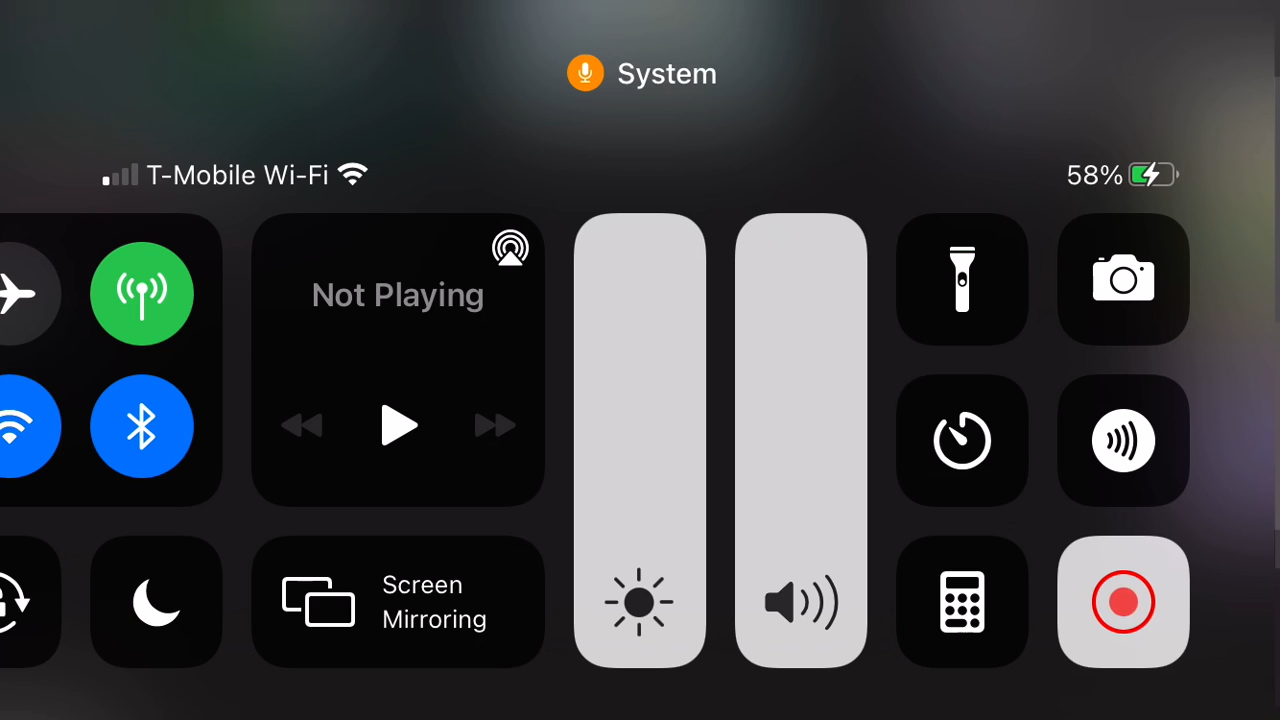 System
T-Mobile Wi-Fi
58%
Not Playing
Screen
Mirroring